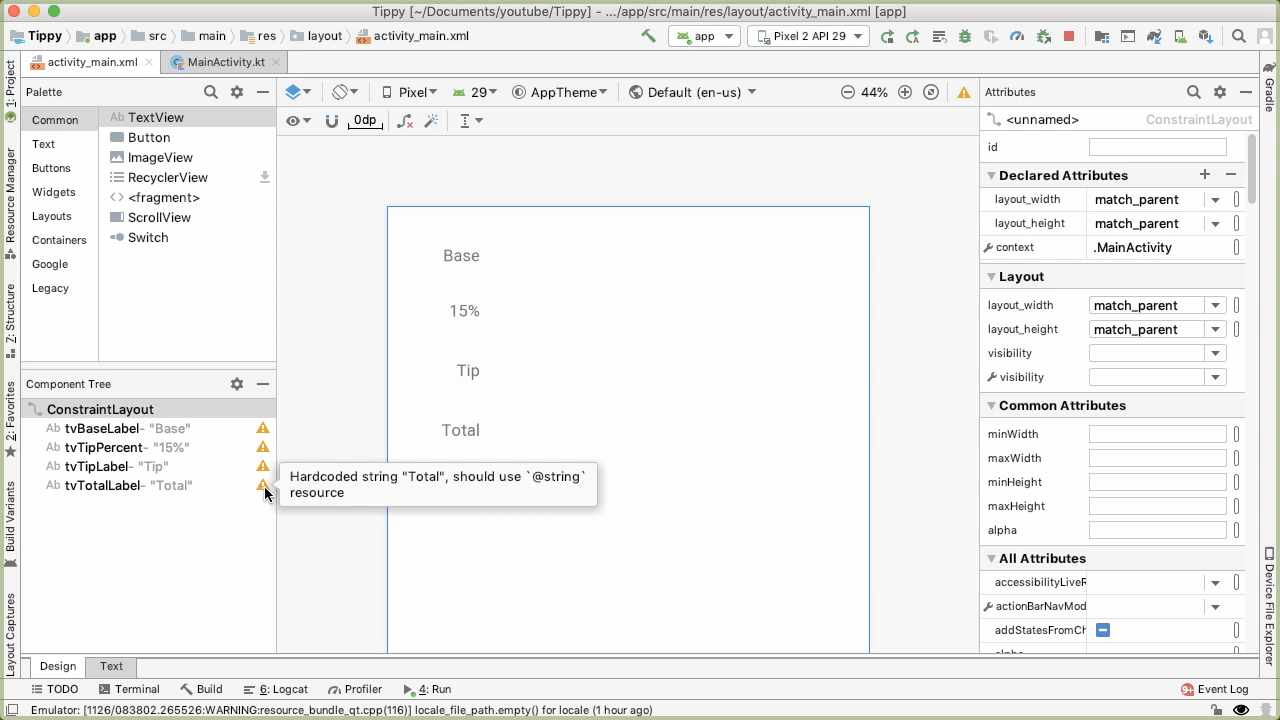 Tippy [~/Documents/youtube/Tippy] - .../app/src/main/res/layout/activity_main.xml [app]
Tippy app src main res layout activity_main.xml app Pixel 2 API 29
activity_main.xml MainActivity.kt
1: Project
Resource Manager
Z: Structure
2: Favorites
Build Variants
Layout Captures
Palette
Common
Text
Buttons
Widgets
Layouts
Containers
Google
Legacy
Ab TextView
Button
ImageView
RecyclerView
<fragment>
ScrollView
Switch
Component Tree
ConstraintLayout
Ab tvBaseLabel- "Base"
Ab tvTipPercent- "15%"
Ab tvTipLabel- "Tip"
Ab tvTotalLabel- "Total"
Pixel 29 AppTheme Default (en-us) 44%
0dp
Base
15%
Tip
Total
Hardcoded string "Total", should use `@string`
resource
Attributes
<unnamed> ConstraintLayout
id
Declared Attributes
layout_width match_parent
layout_height match_parent
context .MainActivity
Layout
layout_width match_parent
layout_height match_parent
visibility
visibility
Common Attributes
minWidth
maxWidth
minHeight
maxHeight
alpha
All Attributes
accessibilityLiveR
actionBarNavMod
addStatesFromCh
Gradle
Device File Explorer
Design Text
TODO Terminal Build 6: Logcat Profiler 4: Run 9+ Event Log
Emulator: [1126/083802.265526:WARNING:resource_bundle_qt.cpp(116)] locale_file_path.empty() for locale (1 hour ago)